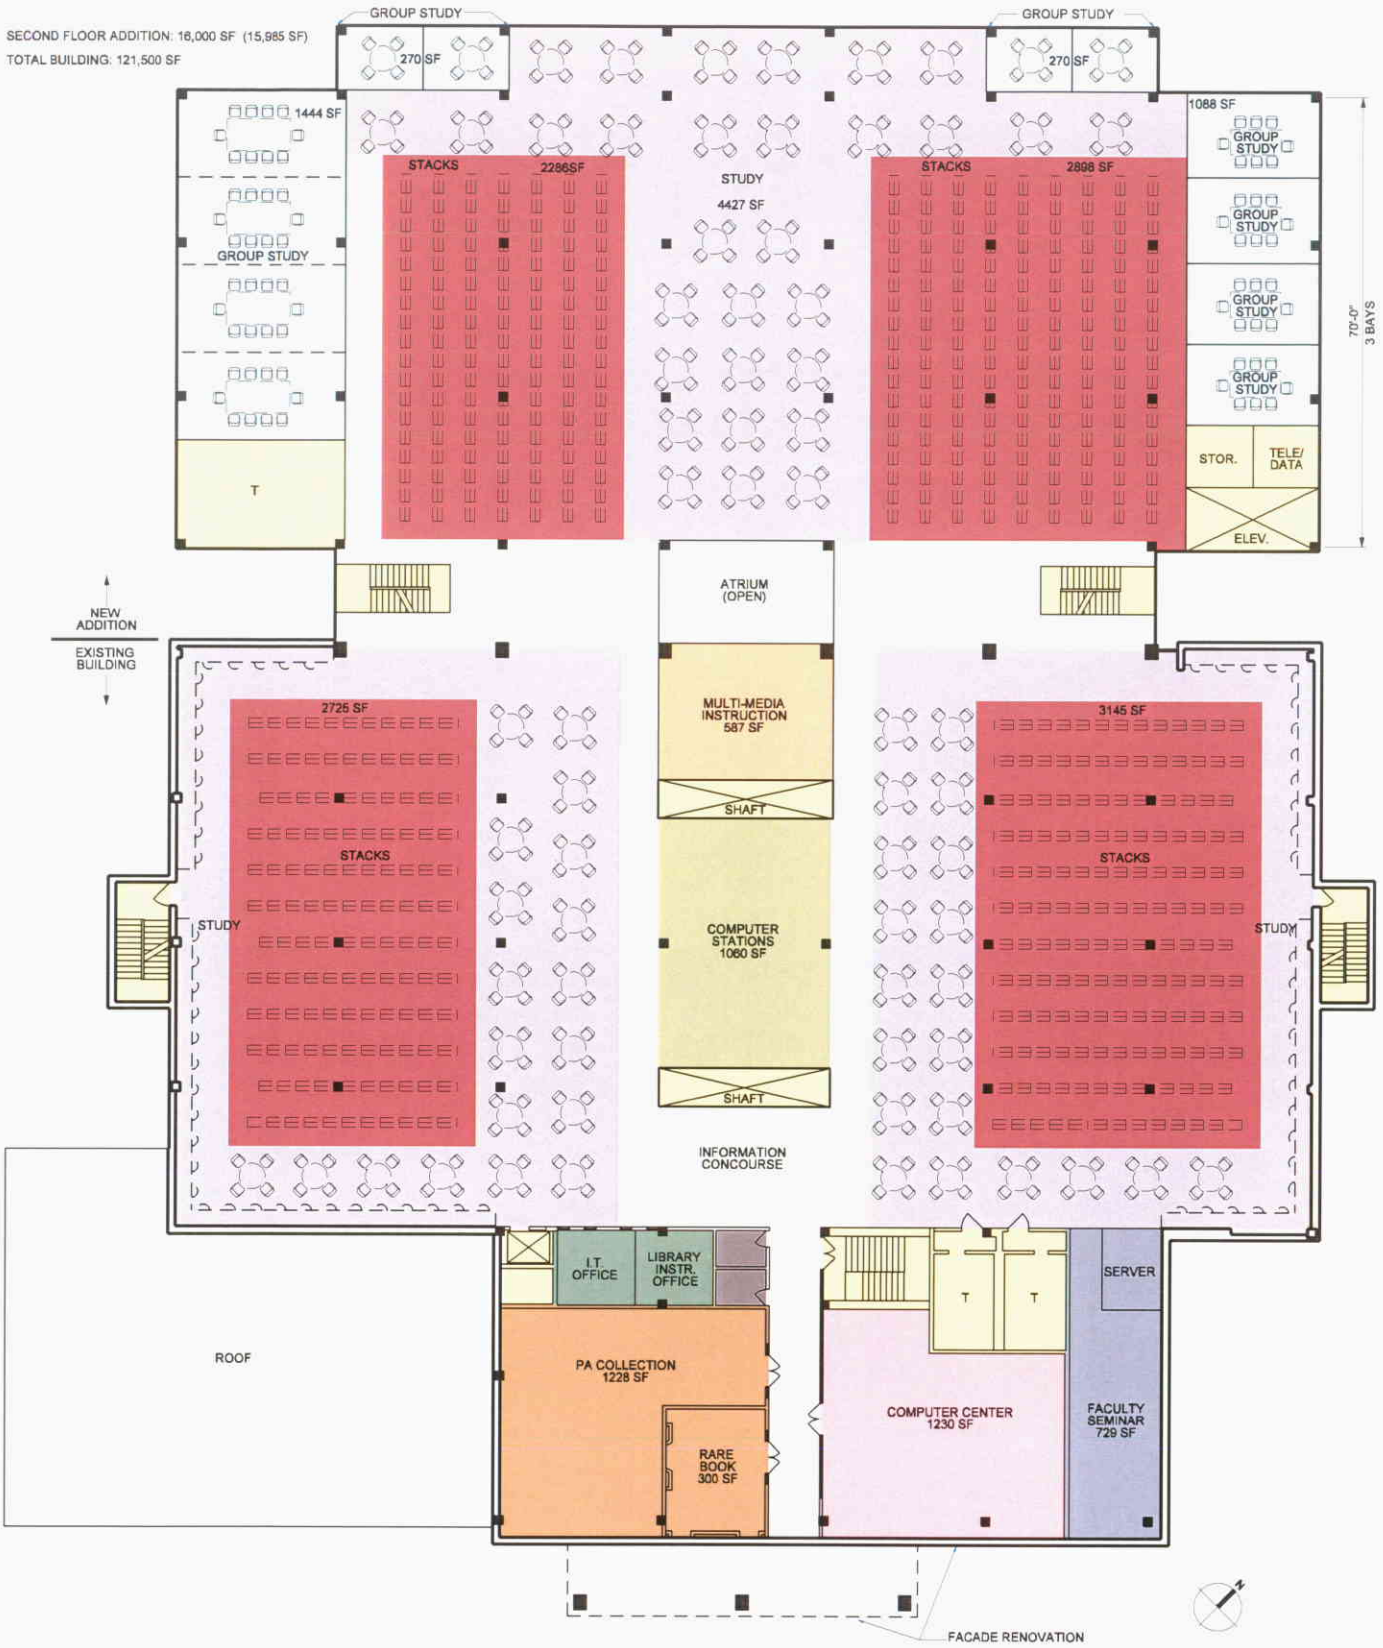 GROUP STUDY
GROUP STUDY
SECOND FLOOR ADDITION: 16,000 SF (15,985 SF)
TOTAL BUILDING: 121,500 SF
270 SF
270 SF
1444 SF
1088 SF
GROUP
STUDY
STACKS
2286SF
STUDY
4427 SF
STACKS
2898 SF
GROUP
STUDY
GROUP STUDY
GROUP
STUDY
GROUP
STUDY
70'-0"
3 BAYS
T
STOR.
TELE/
DATA
ELEV.
NEW
ADDITION
EXISTING
BUILDING
ATRIUM
(OPEN)
2725 SF
MULTI-MEDIA
INSTRUCTION
587 SF
3145 SF
SHAFT
STACKS
STACKS
STUDY
COMPUTER
STATIONS
1060 SF
STUDY
SHAFT
INFORMATION
CONCOURSE
I.T.
OFFICE
LIBRARY
INSTR.
OFFICE
SERVER
T
T
ROOF
PA COLLECTION
1228 SF
COMPUTER CENTER
1230 SF
FACULTY
SEMINAR
729 SF
RARE
BOOK
300 SF
N
FACADE RENOVATION